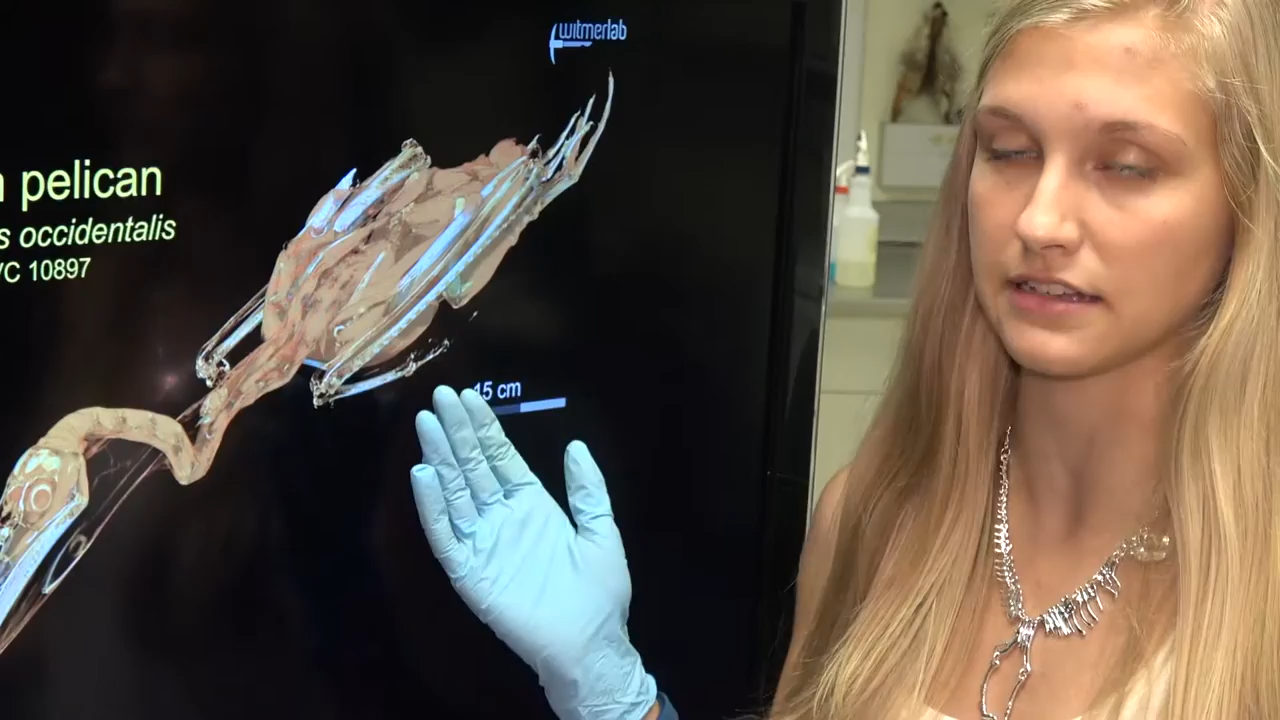 witmerlab
n pelican
s occidentalis
VC 10897
15 cm